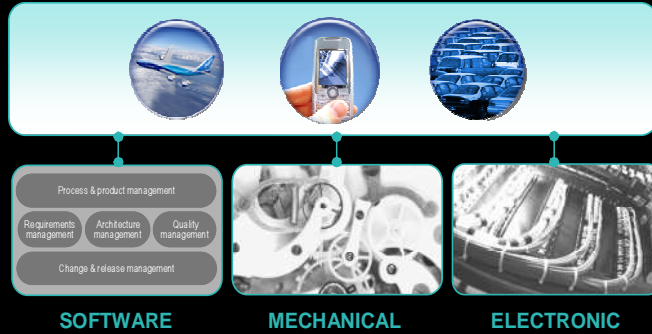 Process & product management
Requirements management
Architecture management
Quality management
Change & release management
SOFTWARE
MECHANICAL
ELECTRONIC